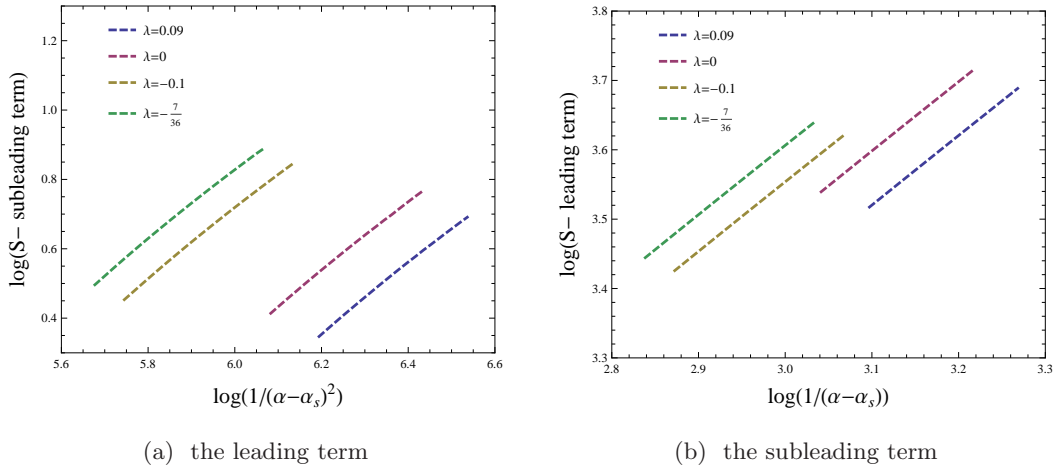 λ=0.09
λ=0
λ=−0.1
λ=−7/36
log(S− subleading term)
1.2
1.0
0.8
0.6
0.4
5.6 5.8 6.0 6.2 6.4 6.6
log(1/(α−αs)²)
(a) the leading term
λ=0.09
λ=0
λ=−0.1
λ=−7/36
log(S− leading term)
3.8
3.7
3.6
3.5
3.4
3.3
2.8 2.9 3.0 3.1 3.2 3.3
log(1/(α−αs))
(b) the subleading term